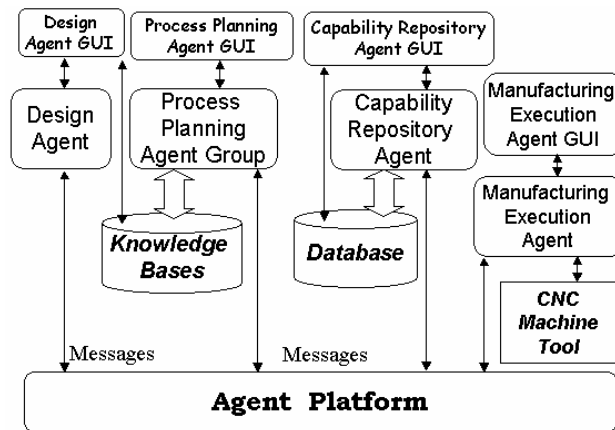 Design
Agent GUI
Process Planning
Agent GUI
Capability Repository
Agent GUI
Design
Agent
Process
Planning
Agent Group
Capability
Repository
Agent
Manufacturing
Execution
Agent GUI
Manufacturing
Execution
Agent
Knowledge
Bases
Database
CNC
Machine
Tool
Messages
Messages
Agent Platform